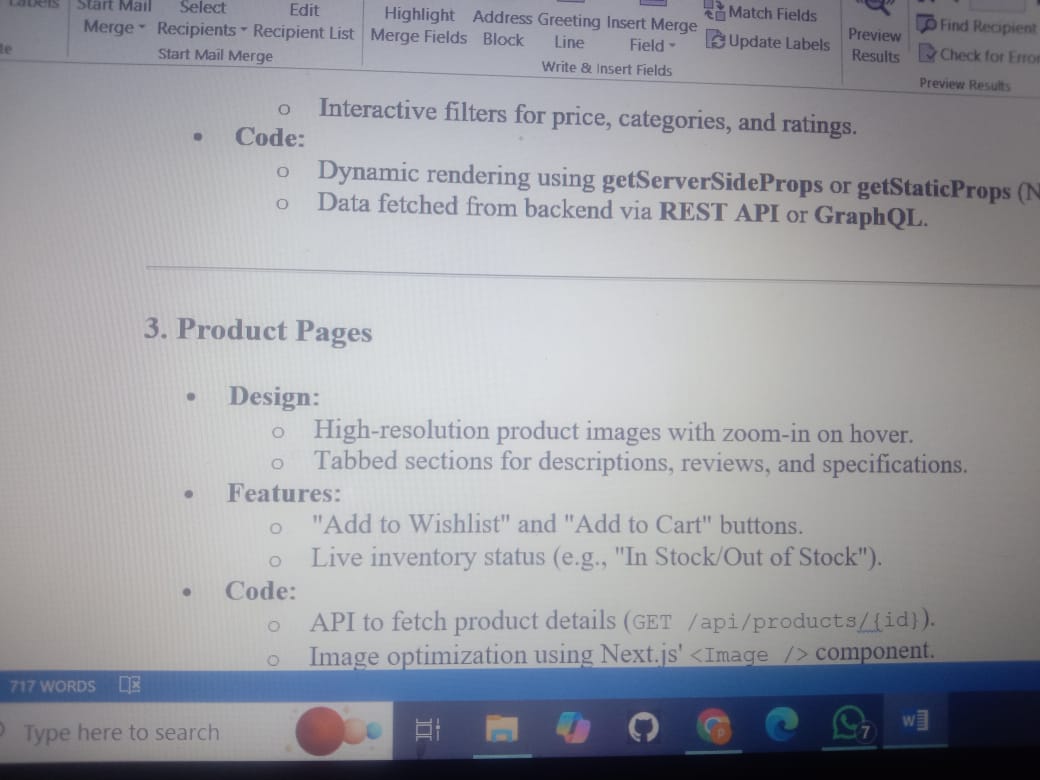 Start Mail Merge
Select Recipients
Edit Recipient List
Start Mail Merge
Highlight Merge Fields
Address Block
Greeting Line
Insert Merge Field
Match Fields
Update Labels
Write & Insert Fields
Preview Results
Find Recipient
Check for
Preview Results
o Interactive filters for price, categories, and ratings.
• Code:
o Dynamic rendering using getServerSideProps or getStaticProps (N
o Data fetched from backend via REST API or GraphQL.
3. Product Pages
• Design:
o High-resolution product images with zoom-in on hover.
o Tabbed sections for descriptions, reviews, and specifications.
• Features:
o "Add to Wishlist" and "Add to Cart" buttons.
o Live inventory status (e.g., "In Stock/Out of Stock").
• Code:
o API to fetch product details (GET /api/products/{id}).
o Image optimization using Next.js' <Image /> component.
717 WORDS
Type here to search
7